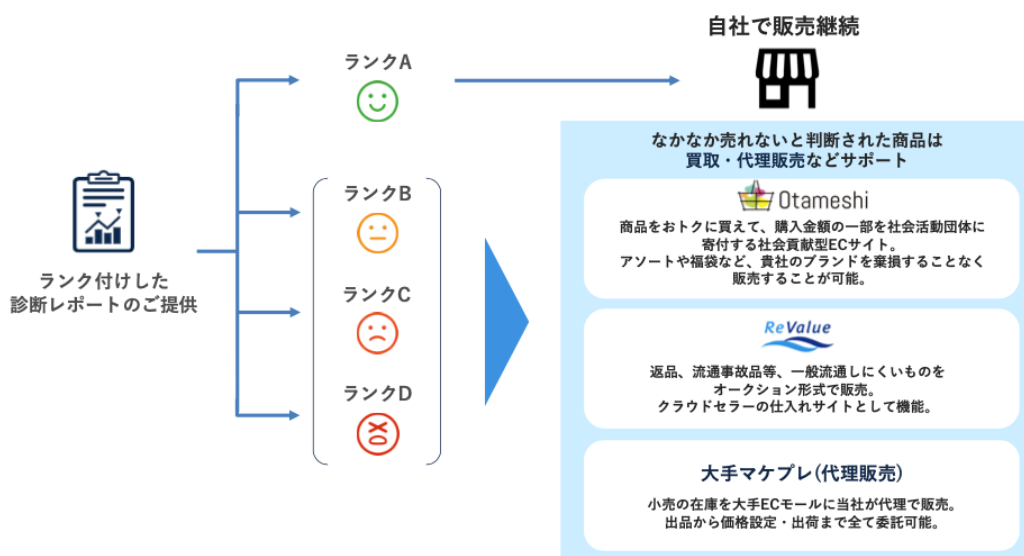 ランク付けした
診断レポートのご提供
ランクA
ランクB
ランクC
ランクD
自社で販売継続
なかなか売れないと判断された商品は
買取・代理販売などサポート
Otameshi
商品をおトクに買えて、購入金額の一部を社会活動団体に
寄付する社会貢献型ECサイト。
アソートや福袋など、貴社のブランドを棄損することなく
販売することが可能。
ReValue
返品、流通事故品等、一般流通しにくいものを
オークション形式で販売。
クラウドセラーの仕入れサイトとして機能。
大手マケプレ(代理販売)
小売の在庫を大手ECモールに当社が代理で販売。
出品から価格設定・出荷まで全て委託可能。